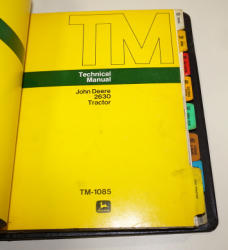 TM
Technical
Manual
John Deere
2630
Tractor
TM-1085